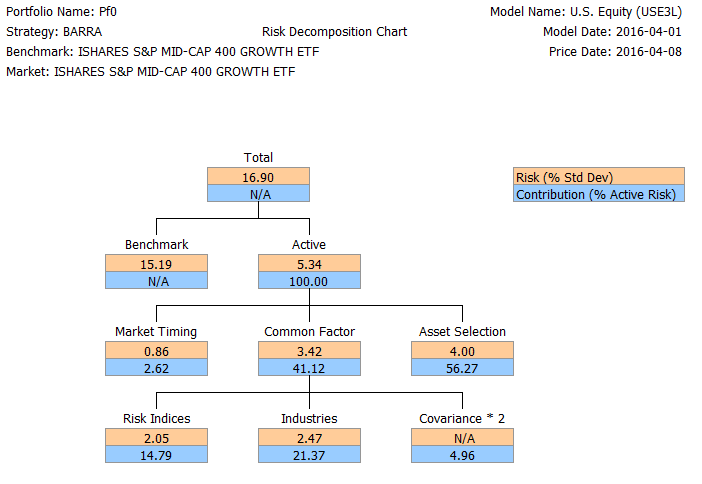 Portfolio Name: Pf0 Model Name: U.S. Equity (USE3L)
Strategy: BARRA Risk Decomposition Chart Model Date: 2016-04-01
Benchmark: ISHARES S&P MID-CAP 400 GROWTH ETF Price Date: 2016-04-08
Market: ISHARES S&P MID-CAP 400 GROWTH ETF
Total
16.90 Risk (% Std Dev)
N/A Contribution (% Active Risk)
Benchmark Active
15.19 5.34
N/A 100.00
Market Timing Common Factor Asset Selection
0.86 3.42 4.00
2.62 41.12 56.27
Risk Indices Industries Covariance * 2
2.05 2.47 N/A
14.79 21.37 4.96